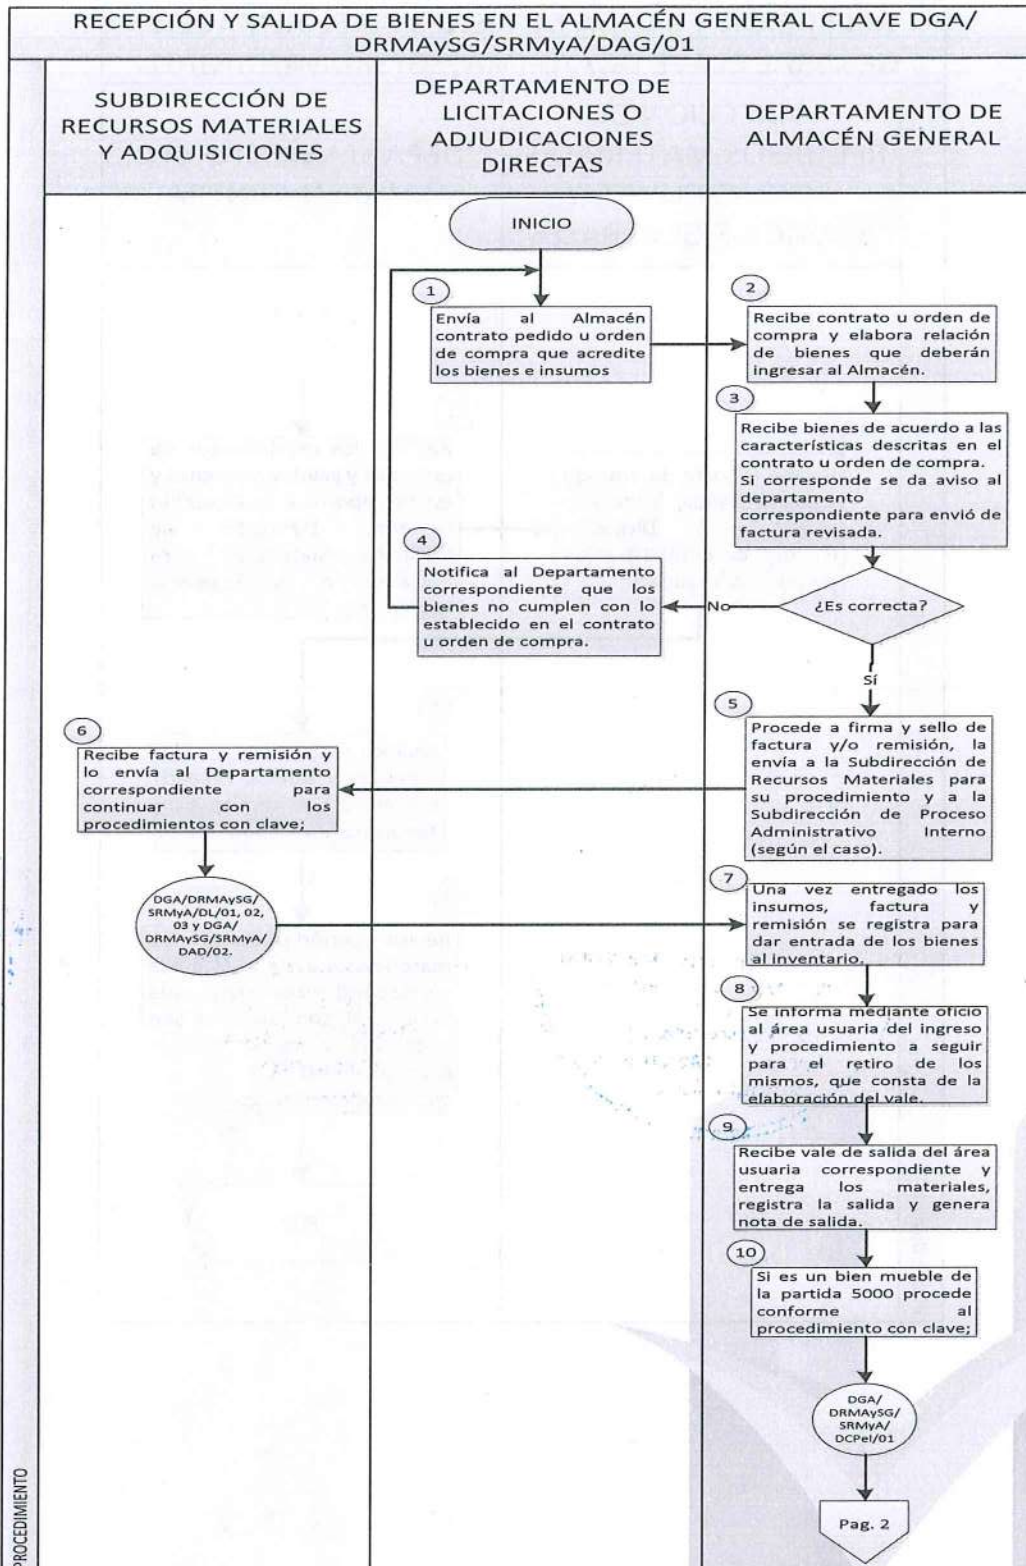 RECEPCIÓN Y SALIDA DE BIENES EN EL ALMACÉN GENERAL CLAVE DGA/
DRMAySG/SRMyA/DAG/01
SUBDIRECCIÓN DE
RECURSOS MATERIALES
Y ADQUISICIONES
DEPARTAMENTO DE
LICITACIONES O
ADJUDICACIONES
DIRECTAS
DEPARTAMENTO DE
ALMACÉN GENERAL
INICIO
1
Envía al Almacén
contrato pedido u orden
de compra que acredite
los bienes e insumos
2
Recibe contrato u orden de
compra y elabora relación
de bienes que deberán
ingresar al Almacén.
3
Recibe bienes de acuerdo a las
características descritas en el
contrato u orden de compra.
Si corresponde se da aviso al
departamento
correspondiente para envió de
factura revisada.
4
Notifica al Departamento
correspondiente que los
bienes no cumplen con lo
establecido en el contrato
u orden de compra.
No
¿Es correcta?
Sí
5
Procede a firma y sello de
factura y/o remisión, la
envía a la Subdirección de
Recursos Materiales para
su procedimiento y a la
Subdirección de Proceso
Administrativo Interno
(según el caso).
6
Recibe factura y remisión y
lo envía al Departamento
correspondiente para
continuar con los
procedimientos con clave;
DGA/DRMAySG/
SRMyA/DL/01, 02,
03 y DGA/
DRMAySG/SRMyA/
DAD/02.
7
Una vez entregado los
insumos, factura y
remisión se registra para
dar entrada de los bienes
al inventario.
8
Se informa mediante oficio
al área usuaria del ingreso
y procedimiento a seguir
para el retiro de los
mismos, que consta de la
elaboración del vale.
9
Recibe vale de salida del área
usuaria correspondiente y
entrega los materiales,
registra la salida y genera
nota de salida.
10
Si es un bien mueble de
la partida 5000 procede
conforme al
procedimiento con clave;
DGA/
DRMAySG/
SRMyA/
DCPeI/01
Pag. 2
PROCEDIMIENTO